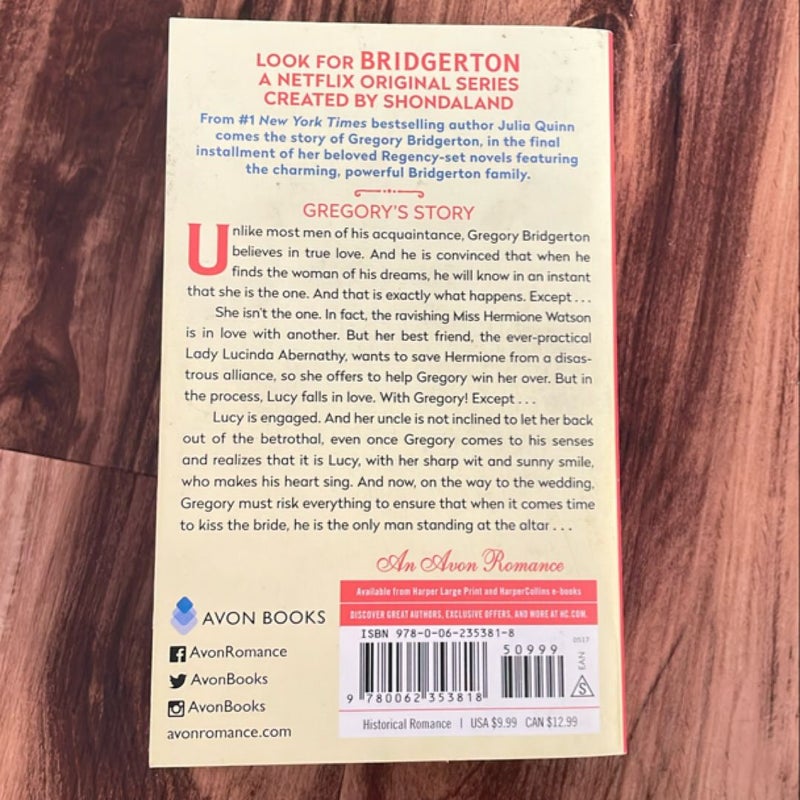 LOOK FOR BRIDGERTON
A NETFLIX ORIGINAL SERIES
CREATED BY SHONDALAND
From #1 New York Times bestselling author Julia Quinn
comes the story of Gregory Bridgerton, in the final
installment of her beloved Regency-set novels featuring
the charming, powerful Bridgerton family.
GREGORY'S STORY
Unlike most men of his acquaintance, Gregory Bridgerton
believes in true love. And he is convinced that when he
finds the woman of his dreams, he will know in an instant
that she is the one. And that is exactly what happens. Except . . .
She isn't the one. In fact, the ravishing Miss Hermione Watson
is in love with another. But her best friend, the ever-practical
Lady Lucinda Abernathy, wants to save Hermione from a disas-
trous alliance, so she offers to help Gregory win her over. But in
the process, Lucy falls in love. With Gregory! Except . . .
Lucy is engaged. And her uncle is not inclined to let her back
out of the betrothal, even once Gregory comes to his senses
and realizes that it is Lucy, with her sharp wit and sunny smile,
who makes his heart sing. And now, on the way to the wedding,
Gregory must risk everything to ensure that when it comes time
to kiss the bride, he is the only man standing at the altar . . .
An Avon Romance
Available from Harper Large Print and HarperCollins e-books
DISCOVER GREAT AUTHORS, EXCLUSIVE OFFERS, AND MORE AT HC.COM.
AVON BOOKS
AvonRomance
AvonBooks
AvonBooks
avonromance.com
ISBN 978-0-06-235381-8
50999
0517
EAN
S
9 780062 353818
Historical Romance | USA $9.99 CAN $12.99